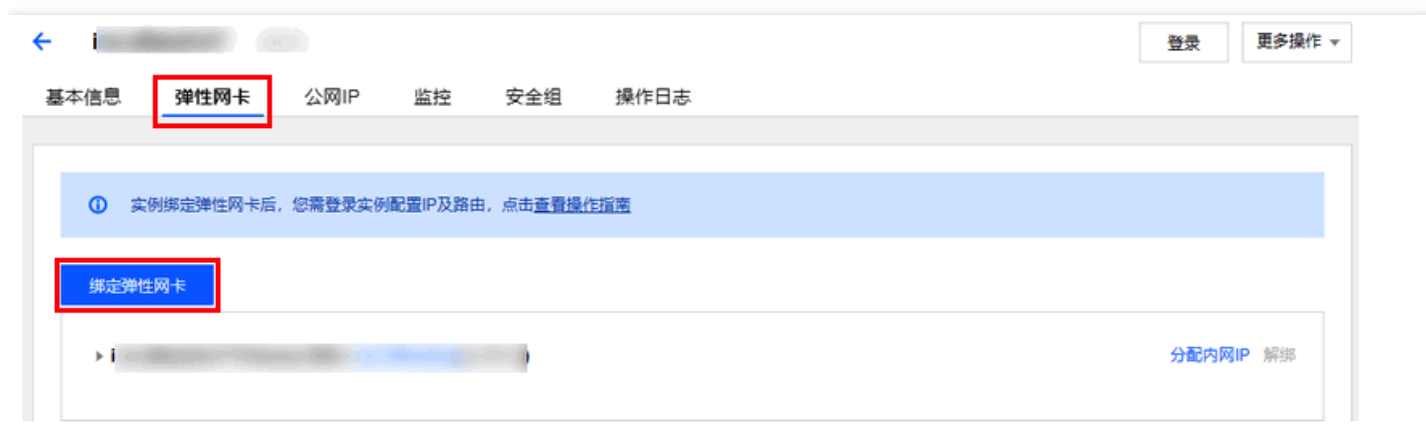 i
登录 更多操作
基本信息 弹性网卡 公网IP 监控 安全组 操作日志
实例绑定弹性网卡后，您需登录实例配置IP及路由，点击查看操作指南
绑定弹性网卡
i ) 分配内网IP 解绑